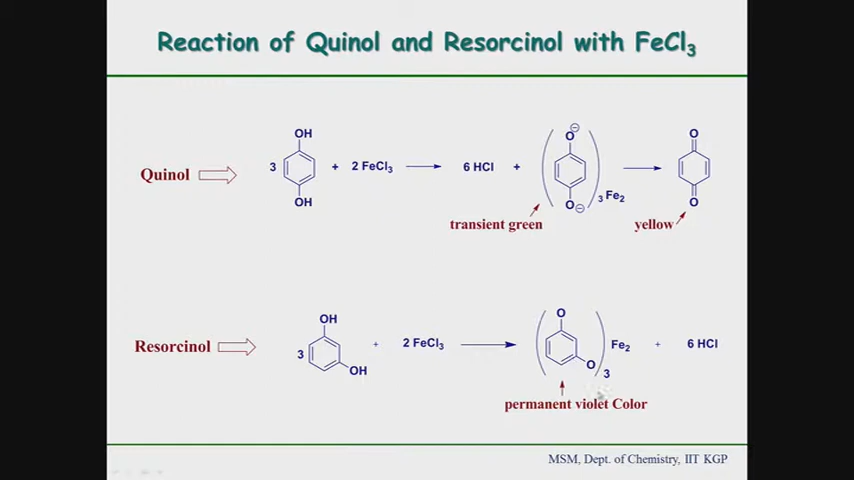 Reaction of Quinol and Resorcinol with FeCl3
OH
O⊖
O
Quinol
3
+
2 FeCl3
6 HCl
+
3 Fe2
OH
O⊖
O
transient green
yellow
OH
O
Resorcinol
3
+
2 FeCl3
Fe2
+
6 HCl
OH
O
3
permanent violet Color
MSM, Dept. of Chemistry, IIT KGP